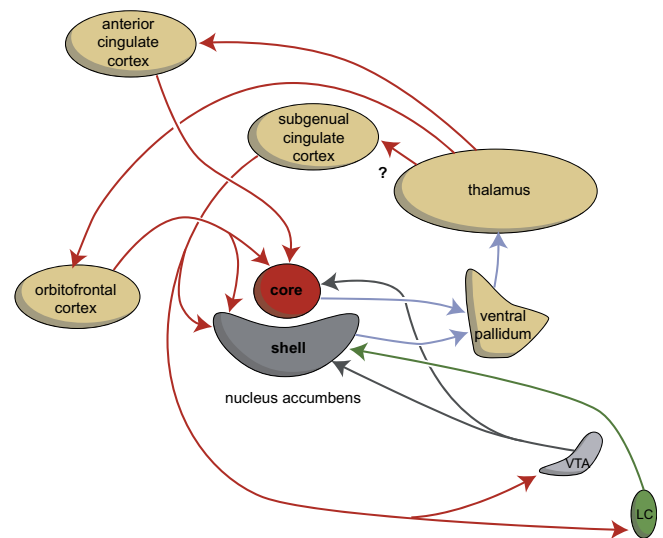 anterior
cingulate
cortex
subgenual
cingulate
cortex
?
thalamus
orbitofrontal
cortex
core
ventral
pallidum
shell
nucleus accumbens
VTA
LC